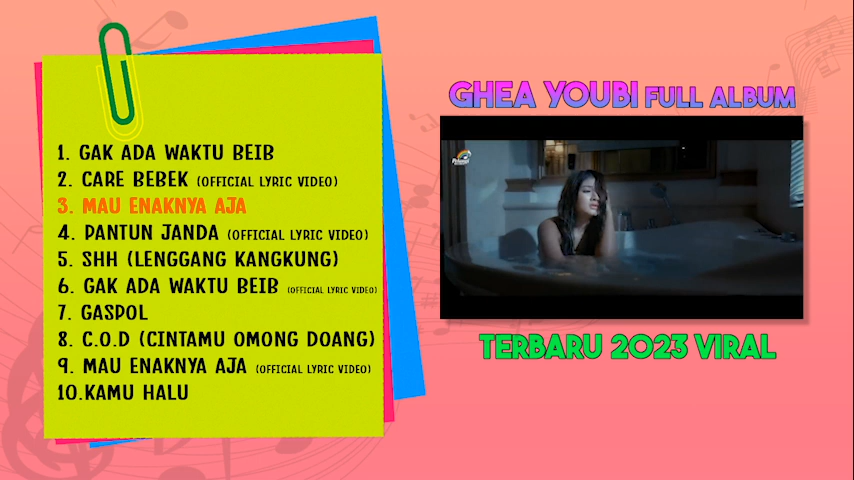 1. GAK ADA WAKTU BEIB
2. CARE BEBEK (OFFICIAL LYRIC VIDEO)
3. MAU ENAKNYA AJA
4. PANTUN JANDA (OFFICIAL LYRIC VIDEO)
5. SHH (LENGGANG KANGKUNG)
6. GAK ADA WAKTU BEIB (OFFICIAL LYRIC VIDEO)
7. GASPOL
8. C.O.D (CINTAMU OMONG DOANG)
9. MAU ENAKNYA AJA (OFFICIAL LYRIC VIDEO)
10.KAMU HALU
GHEA YOUBI FULL ALBUM
TERBARU 2023 VIRAL